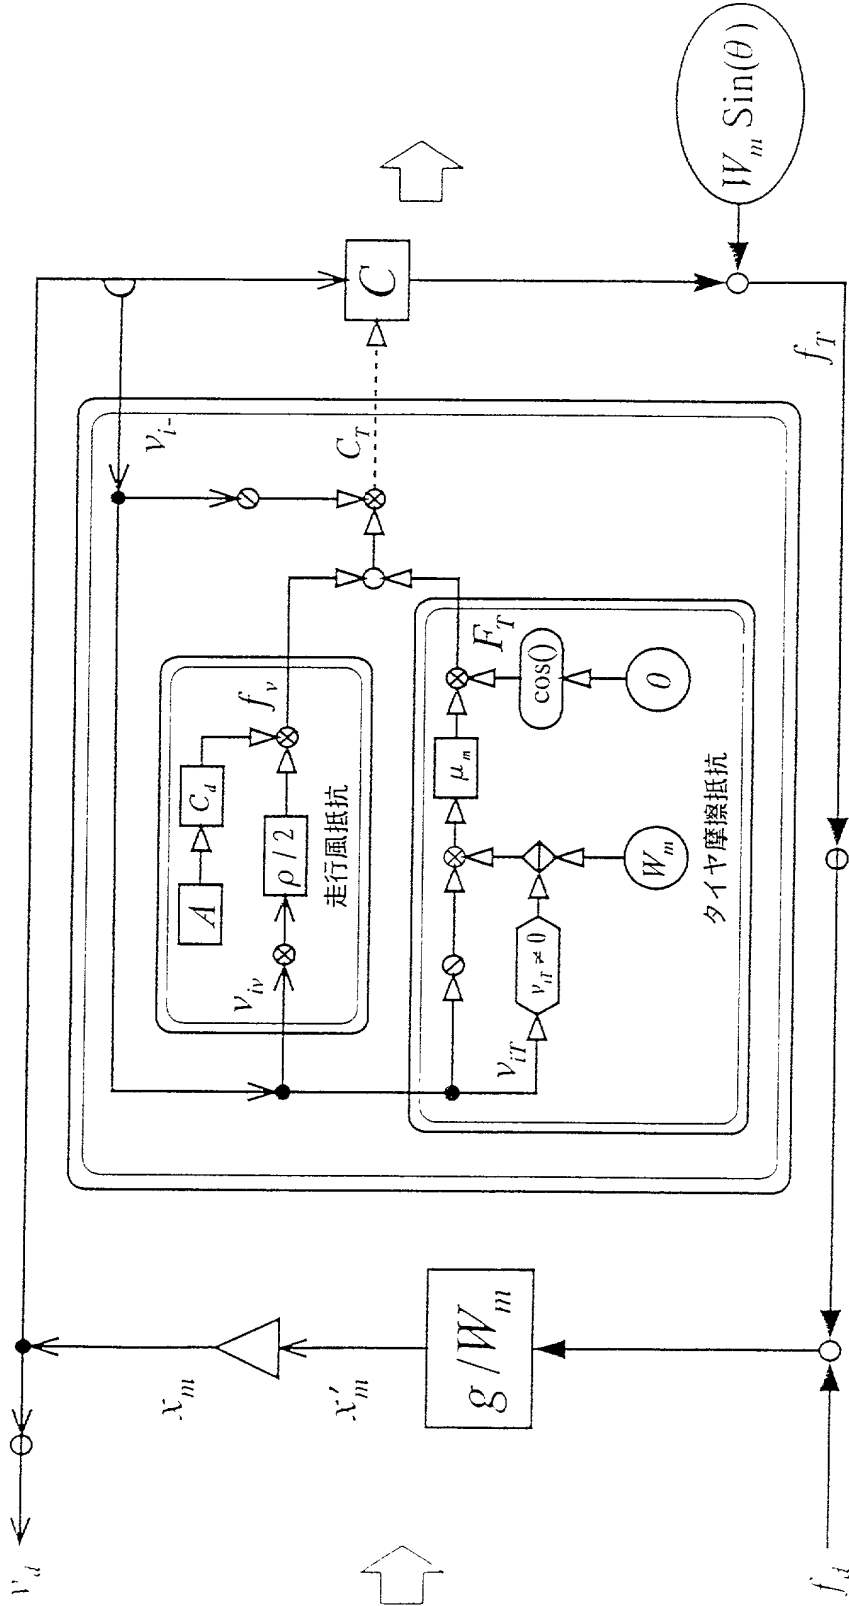 v_d
x_m
x'_m
g/W_m
f_d
v_i-
C_T
C
W_m Sin(θ)
f_T
A
C_d
f_v
v_iv
ρ/2
走行風抵抗
μ_m
F_T
cos()
θ
v_iT
v_iT≠0
W_m
タイヤ摩擦抵抗